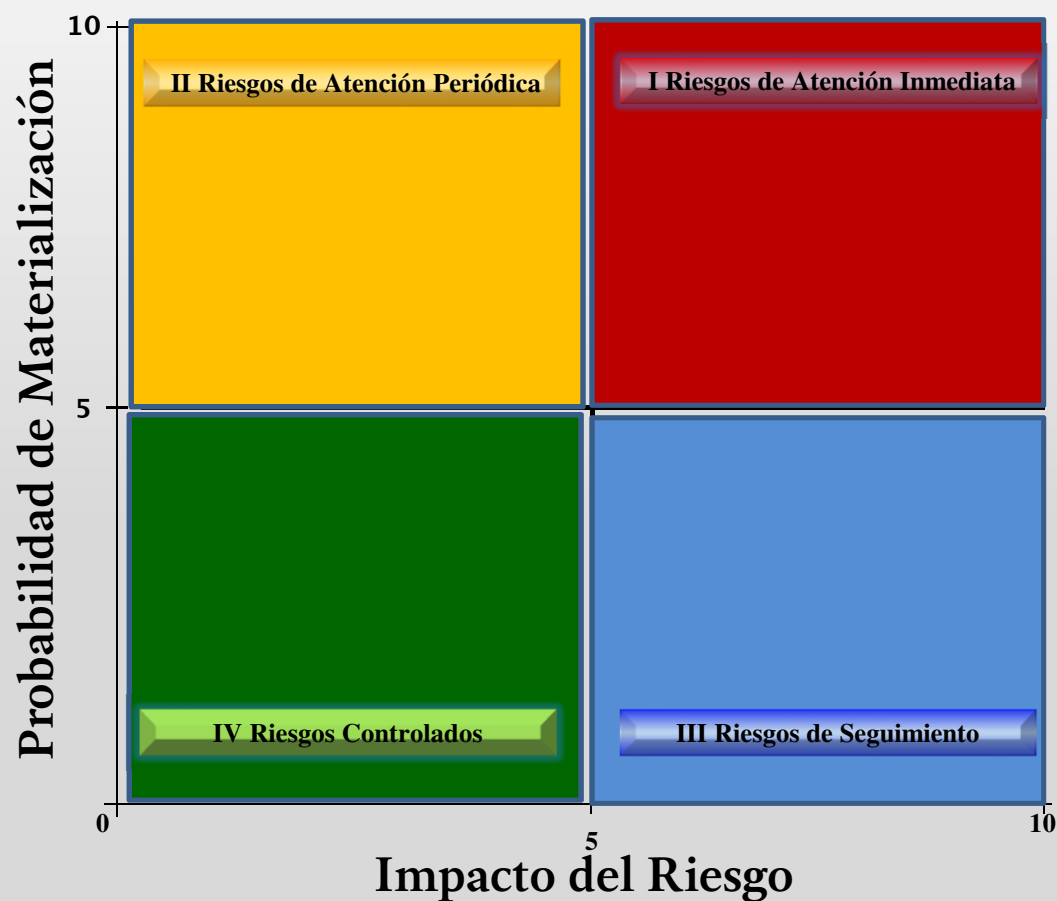 10
II Riesgos de Atención Periódica
I Riesgos de Atención Inmediata
Probabilidad de Materialización
5
IV Riesgos Controlados
III Riesgos de Seguimiento
0
5
10
Impacto del Riesgo